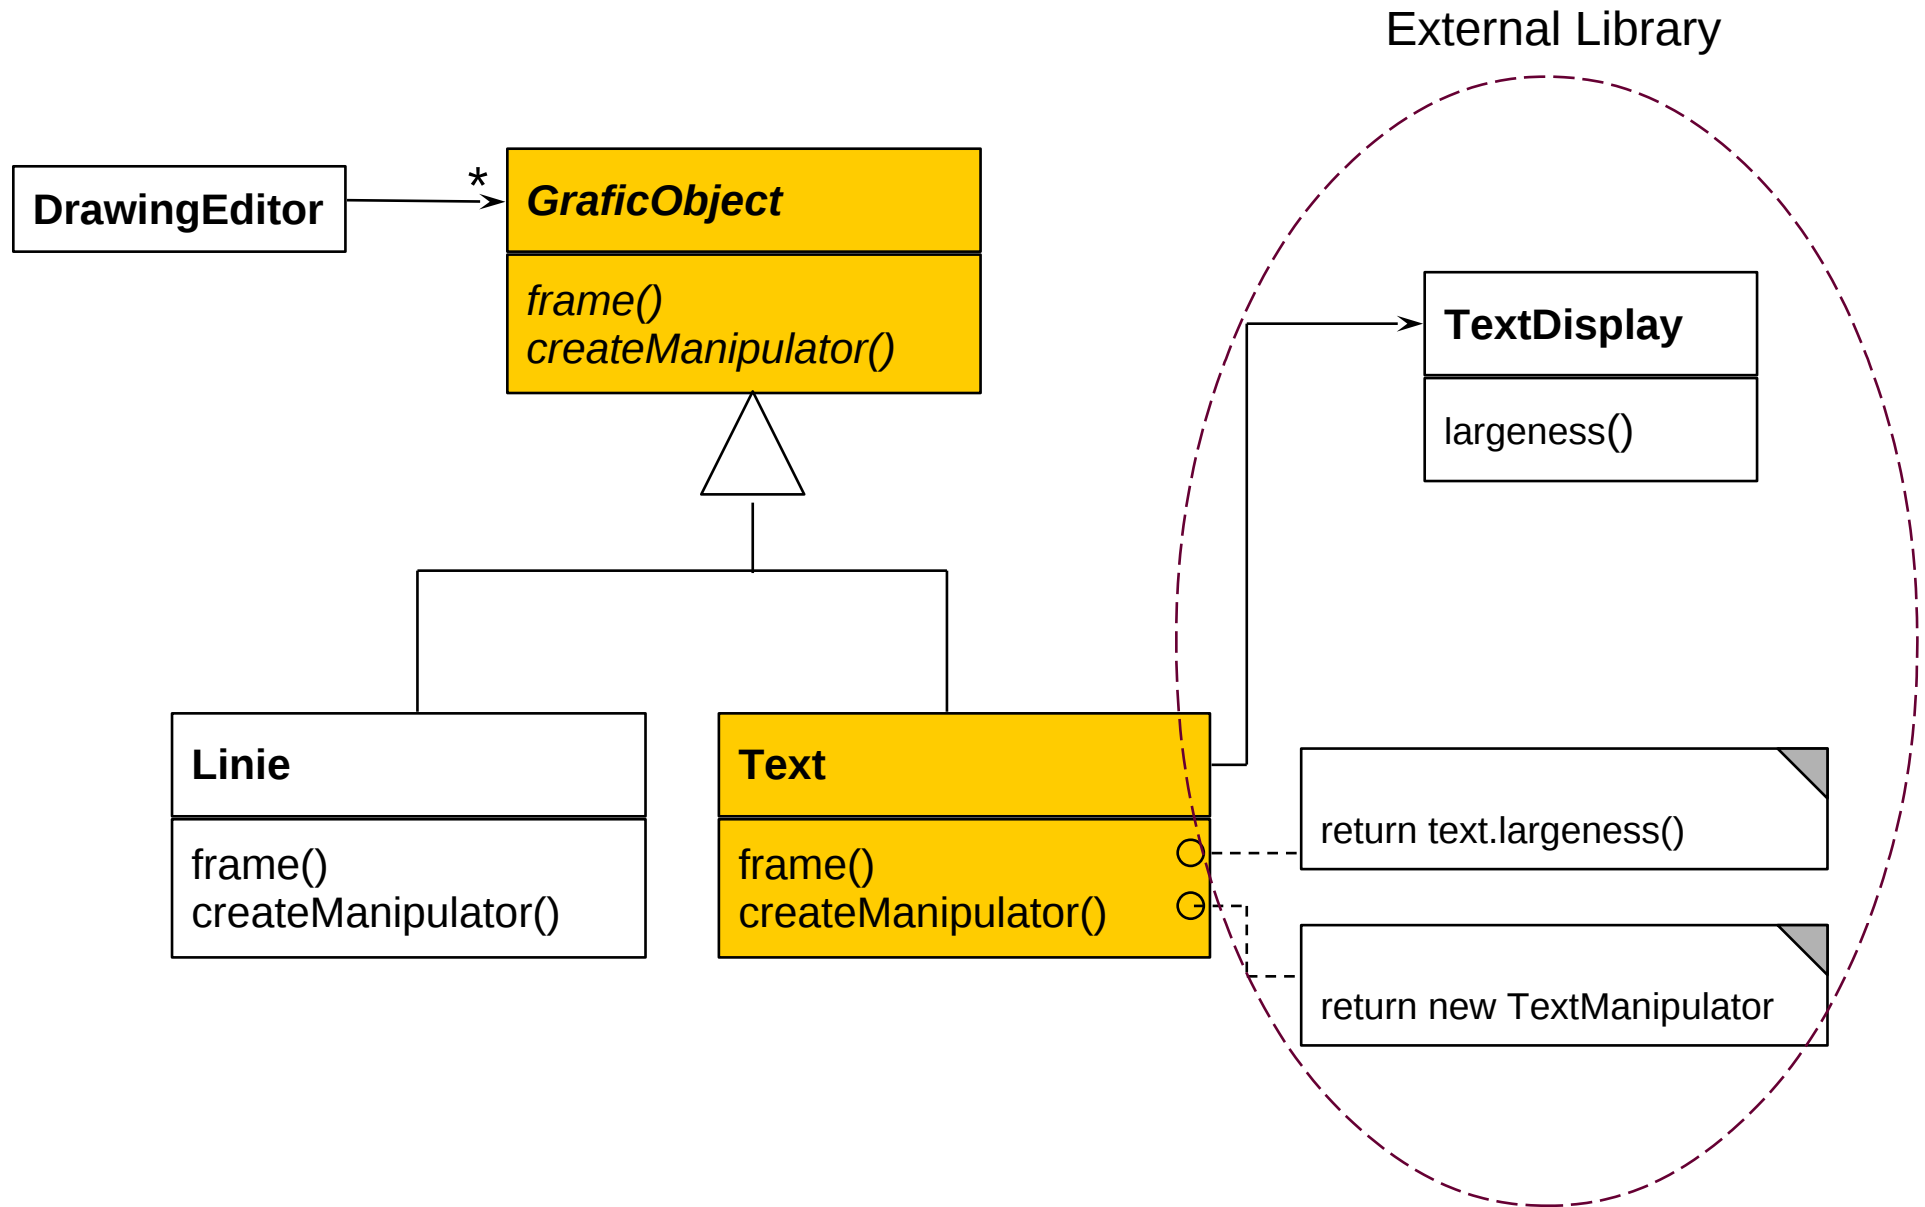 External Library
DrawingEditor
*
GraficObject
frame()
createManipulator()
TextDisplay
largeness()
Linie
frame()
createManipulator()
Text
frame()
createManipulator()
return text.largeness()
return new TextManipulator